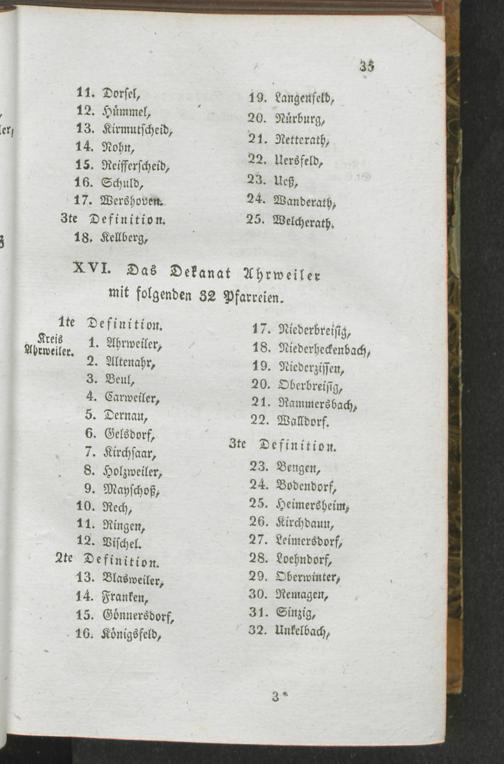 35
11. Dorsel,
12. Hümmel,
13. Kirmutscheid,
14. Nohn,
15. Reifferscheid,
16. Schuld,
17. Wershoven.
3te Definition.
18. Kellberg,
19. Langenfeld,
20. Nürburg,
21. Retterath,
22. Uersfeld,
23. Ueß,
24. Wanderath,
25. Welcherath.
XVI. Das Dekanat Ahrweiler
mit folgenden 32 Pfarreien.
1te Definition.
Kreis
Ahrweiler.
1. Ahrweiler,
2. Altenahr,
3. Beul,
4. Carweiler,
5. Dernau,
6. Gelsdorf,
7. Kirchsaar,
8. Holzweiler,
9. Mayschoß,
10. Rech,
11. Ringen,
12. Vischel.
2te Definition.
13. Blasweiler,
14. Franken,
15. Gönnersdorf,
16. Königsfeld,
17. Niederbreisig,
18. Niederheckenbach,
19. Niederzissen,
20. Oberbreisig,
21. Rammersbach,
22. Walldorf.
3te Definition.
23. Bengen,
24. Bodendorf,
25. Heimersheim,
26. Kirchdaun,
27. Leimersdorf,
28. Loehndorf,
29. Oberwinter,
30. Remagen,
31. Sinzig,
32. Unkelbach,
3*